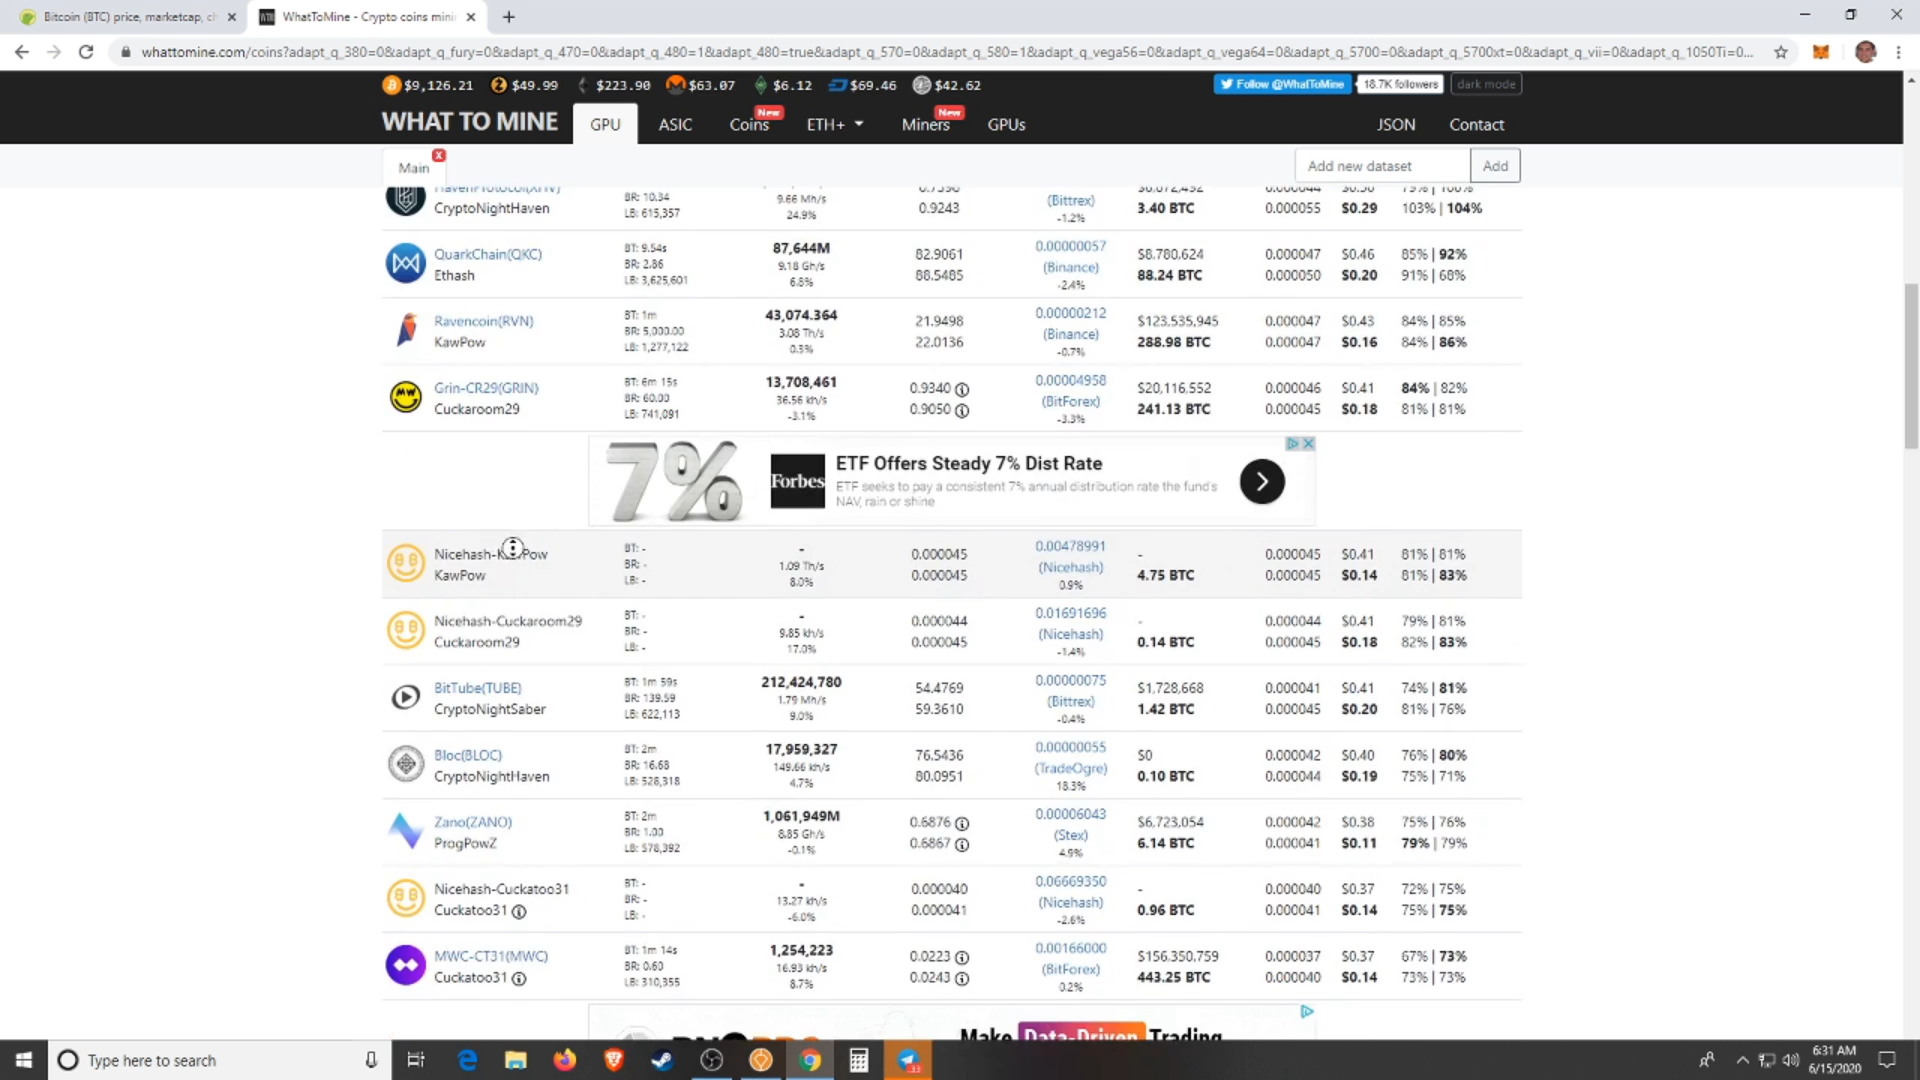 Bitcoin (BTC) price, marketcap, ch
WhatToMine - Crypto coins mini
whattomine.com/coins?adapt_q_380=0&adapt_q_fury=0&adapt_q_470=0&adapt_q_480=1&adapt_480=true&adapt_q_570=0&adapt_q_580=1&adapt_q_vega56=0&adapt_q_vega64=0&adapt_q_5700=0&adapt_q_5700xt=0&adapt_q_vii=0&adapt_q_1050Ti=0...
$9,126.21 $49.99 $223.90 $63.07 $6.12 $69.46 $42.62
Follow @WhatToMine 18.7K followers dark mode
WHAT TO MINE GPU ASIC Coins New ETH+ Miners New GPUs JSON Contact
Main x Add new dataset Add
HavenProtocol(XHV)
CryptoNightHaven
BR: 10.34
LB: 615,357
9.66 Mh/s
24.9%
0.9243
(Bittrex)
-1.2%
3.40 BTC
0.000055
$0.29
103% | 104%
QuarkChain(QKC)
Ethash
BT: 9.54s
BR: 2.86
LB: 3,625,601
87,644M
9.18 Gh/s
6.8%
82.9061
88.5485
0.00000057
(Binance)
-2.4%
$8,780,624
88.24 BTC
0.000047
0.000050
$0.46
$0.20
85% | 92%
91% | 68%
Ravencoin(RVN)
KawPow
BT: 1m
BR: 5,000.00
LB: 1,277,122
43,074.364
3.08 Th/s
0.3%
21.9498
22.0136
0.00000212
(Binance)
-0.7%
$123,535,945
288.98 BTC
0.000047
0.000047
$0.43
$0.16
84% | 85%
84% | 86%
Grin-CR29(GRIN)
Cuckaroom29
BT: 6m 15s
BR: 60.00
LB: 741,091
13,708,461
36.56 kh/s
-3.1%
0.9340
0.9050
0.00004958
(BitForex)
-3.3%
$20,116,552
241.13 BTC
0.000046
0.000045
$0.41
$0.18
84% | 82%
81% | 81%
7%
Forbes
ETF Offers Steady 7% Dist Rate
ETF seeks to pay a consistent 7% annual distribution rate the fund's
NAV, rain or shine
Nicehash-KawPow
KawPow
BT: -
BR: -
LB: -
-
1.09 Th/s
8.0%
0.000045
0.000045
0.00478991
(Nicehash)
0.9%
-
4.75 BTC
0.000045
0.000045
$0.41
$0.14
81% | 81%
81% | 83%
Nicehash-Cuckaroom29
Cuckaroom29
BT: -
BR: -
LB: -
-
9.85 kh/s
17.0%
0.000044
0.000045
0.01691696
(Nicehash)
-1.4%
-
0.14 BTC
0.000044
0.000045
$0.41
$0.18
79% | 81%
82% | 83%
BitTube(TUBE)
CryptoNightSaber
BT: 1m 59s
BR: 139.59
LB: 622,113
212,424,780
1.79 Mh/s
9.0%
54.4769
59.3610
0.00000075
(Bittrex)
-0.4%
$1,728,668
1.42 BTC
0.000041
0.000045
$0.41
$0.20
74% | 81%
81% | 76%
Bloc(BLOC)
CryptoNightHaven
BT: 2m
BR: 16.68
LB: 528,318
17,959,327
149.66 kh/s
4.7%
76.5436
80.0951
0.00000055
(TradeOgre)
18.3%
$0
0.10 BTC
0.000042
0.000044
$0.40
$0.19
76% | 80%
75% | 71%
Zano(ZANO)
ProgPowZ
BT: 2m
BR: 1.00
LB: 578,392
1,061,949M
8.85 Gh/s
-0.1%
0.6876
0.6867
0.00006043
(Stex)
4.9%
$6,723,054
6.14 BTC
0.000042
0.000041
$0.38
$0.11
75% | 76%
79% | 79%
Nicehash-Cuckatoo31
Cuckatoo31
BT: -
BR: -
LB: -
-
13.27 kh/s
-6.0%
0.000040
0.000041
0.06669350
(Nicehash)
-2.6%
-
0.96 BTC
0.000040
0.000041
$0.37
$0.14
72% | 75%
75% | 75%
MWC-CT31(MWC)
Cuckatoo31
BT: 1m 14s
BR: 0.60
LB: 310,355
1,254,223
16.93 kh/s
8.7%
0.0223
0.0243
0.00166000
(BitForex)
0.2%
$156,350,759
443.25 BTC
0.000037
0.000040
$0.37
$0.14
67% | 73%
73% | 73%
Make Data-Driven Trading
Type here to search
6:31 AM
6/15/2020